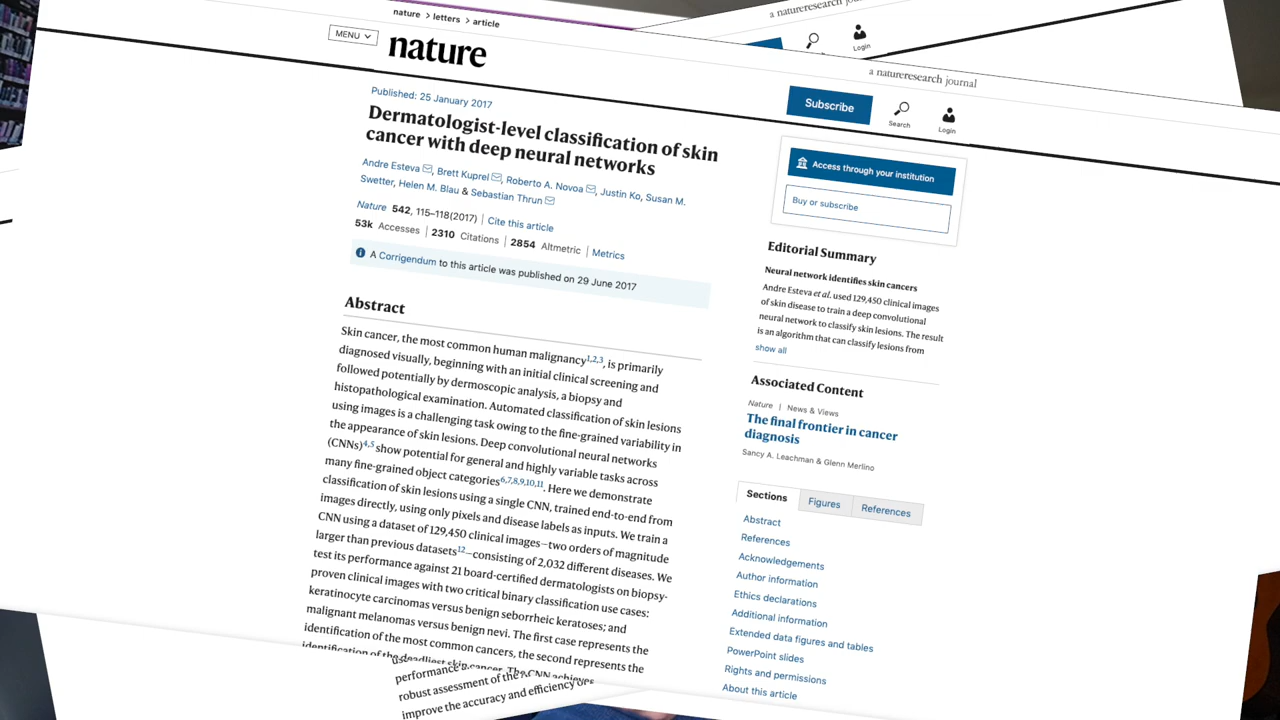 nature > letters > article
a natureresearch journal
Login
MENU
nature
a natureresearch journal
Subscribe
Search
Login
Published: 25 January 2017
Dermatologist-level classification of skin
cancer with deep neural networks
Andre Esteva, Brett Kuprel, Roberto A. Novoa, Justin Ko, Susan M.
Swetter, Helen M. Blau & Sebastian Thrun
Nature 542, 115–118(2017) | Cite this article
53k Accesses | 2310 Citations | 2854 Altmetric | Metrics
A Corrigendum to this article was published on 29 June 2017
Abstract
Skin cancer, the most common human malignancy1,2,3, is primarily
diagnosed visually, beginning with an initial clinical screening and
followed potentially by dermoscopic analysis, a biopsy and
histopathological examination. Automated classification of skin lesions
using images is a challenging task owing to the fine-grained variability in
the appearance of skin lesions. Deep convolutional neural networks
(CNNs)4,5 show potential for general and highly variable tasks across
many fine-grained object categories6,7,8,9,10,11. Here we demonstrate
classification of skin lesions using a single CNN, trained end-to-end from
images directly, using only pixels and disease labels as inputs. We train a
CNN using a dataset of 129,450 clinical images—two orders of magnitude
larger than previous datasets12—consisting of 2,032 different diseases. We
test its performance against 21 board-certified dermatologists on biopsy-
proven clinical images with two critical binary classification use cases:
keratinocyte carcinomas versus benign seborrheic keratoses; and
malignant melanomas versus benign nevi. The first case represents the
identification of the most common cancers, the second represents the
identification of the deadliest skin cancer. The CNN achieves
performance
robust assessment of the
improve the accuracy and efficiency of
Access through your institution
Buy or subscribe
Editorial Summary
Neural network identifies skin cancers
Andre Esteva et al. used 129,450 clinical images
of skin disease to train a deep convolutional
neural network to classify skin lesions. The result
is an algorithm that can classify lesions from
show all
Associated Content
Nature | News & Views
The final frontier in cancer
diagnosis
Sancy A. Leachman & Glenn Merlino
Sections
Figures
References
Abstract
References
Acknowledgements
Author information
Ethics declarations
Additional information
Extended data figures and tables
PowerPoint slides
Rights and permissions
About this article